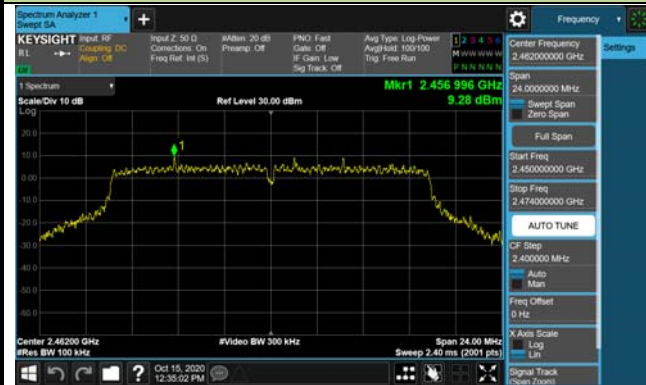 Spectrum Analyzer 1
Swept SA
+
Frequency
KEYSIGHT
RL
Input: RF
Coupling: DC
Align: Off
Input Z: 50 Ω
Corrections: On
Freq Ref: Int (S)
#Atten: 20 dB
Preamp: Off
PNO: Fast
Gate: Off
IF Gain: Low
Sig Track: Off
Avg Type: Log-Power
Avg|Hold: 100/100
Trig: Free Run
1 2 3 4 5 6
M W W W W W
P N N N N N
1 Spectrum
Scale/Div 10 dB
Log
Ref Level 30.00 dBm
Mkr1 2.456 996 GHz
9.28 dBm
1
20.0
10.0
0.00
-10.0
-20.0
-30.0
-40.0
-50.0
-60.0
Center 2.46200 GHz
#Res BW 100 kHz
#Video BW 300 kHz
Span 24.00 MHz
Sweep 2.40 ms (2001 pts)
Oct 15, 2020
12:35:02 PM
Settings
Center Frequency
2.462000000 GHz
Span
24.0000000 MHz
Swept Span
Zero Span
Full Span
Start Freq
2.450000000 GHz
Stop Freq
2.474000000 GHz
AUTO TUNE
CF Step
2.400000 MHz
Auto
Man
Freq Offset
0 Hz
X Axis Scale
Log
Lin
Signal Track
(Span Zoom)